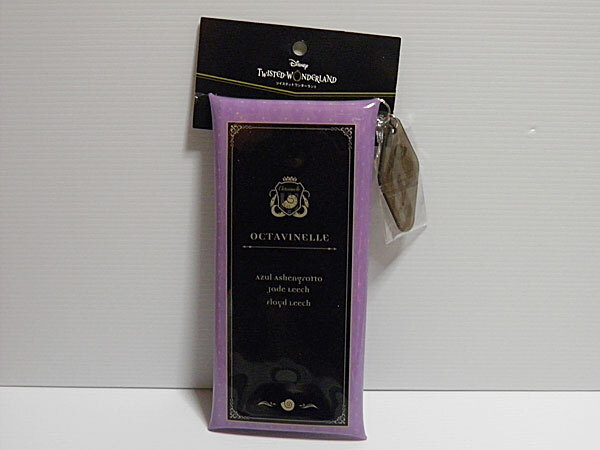 Disney
TWISTED-WONDERLAND
ツイステッドワンダーランド
Octavinelle
OCTAVINELLE
Azul Ashengrotto
Jade Leech
Floyd Leech